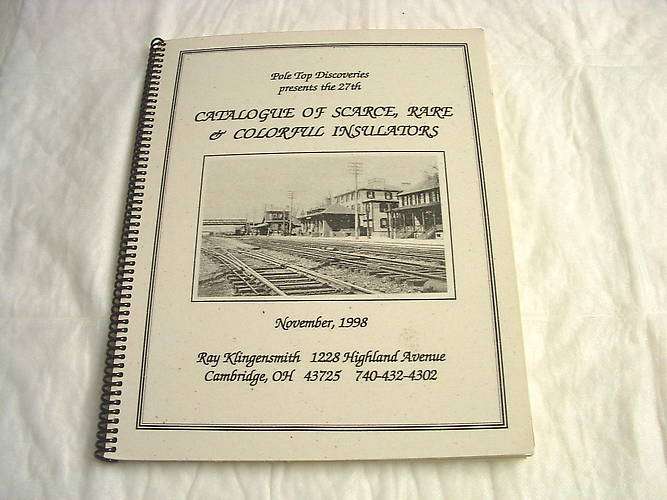 Pole Top Discoveries
presents the 27th
CATALOGUE OF SCARCE, RARE
& COLORFUL INSULATORS
November, 1998
Ray Klingensmith 1228 Highland Avenue
Cambridge, OH 43725 740-432-4302